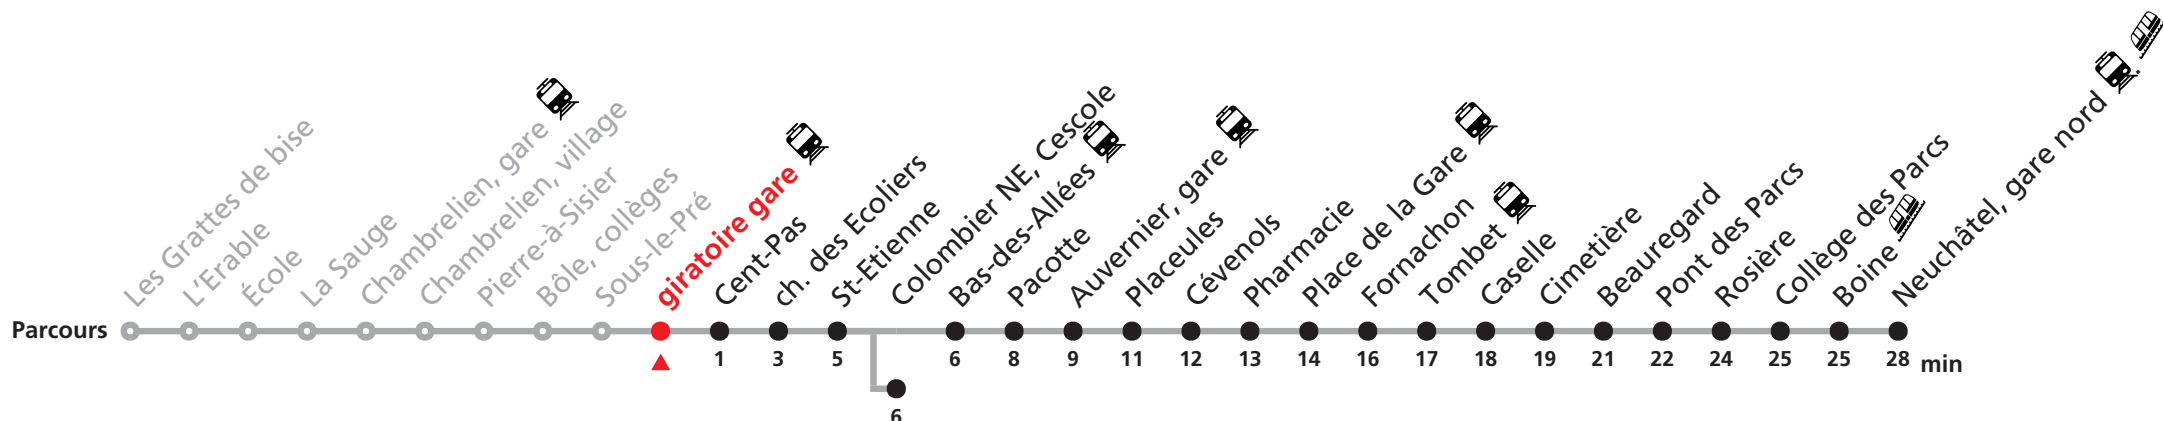 Parcours
Les Grattes de bise
L'Erable
École
La Sauge
Chambrelien, gare
Chambrelien, village
Pierre-à-Sisier
Bôle, collèges
Sous-le-Pré
giratoire gare
Cent-Pas
ch. des Ecoliers
St-Etienne
Colombier NE, Cescole
Bas-des-Allées
Pacotte
Auvernier, gare
Placeules
Cévenols
Pharmacie
Place de la Gare
Fornachon
Tombet
Caselle
Cimetière
Beauregard
Pont des Parcs
Rosière
Collège des Parcs
Boine
Neuchâtel, gare nord
1 3 5 6 8 9 11 12 13 14 16 17 18 19 21 22 24 25 25 28 min
6